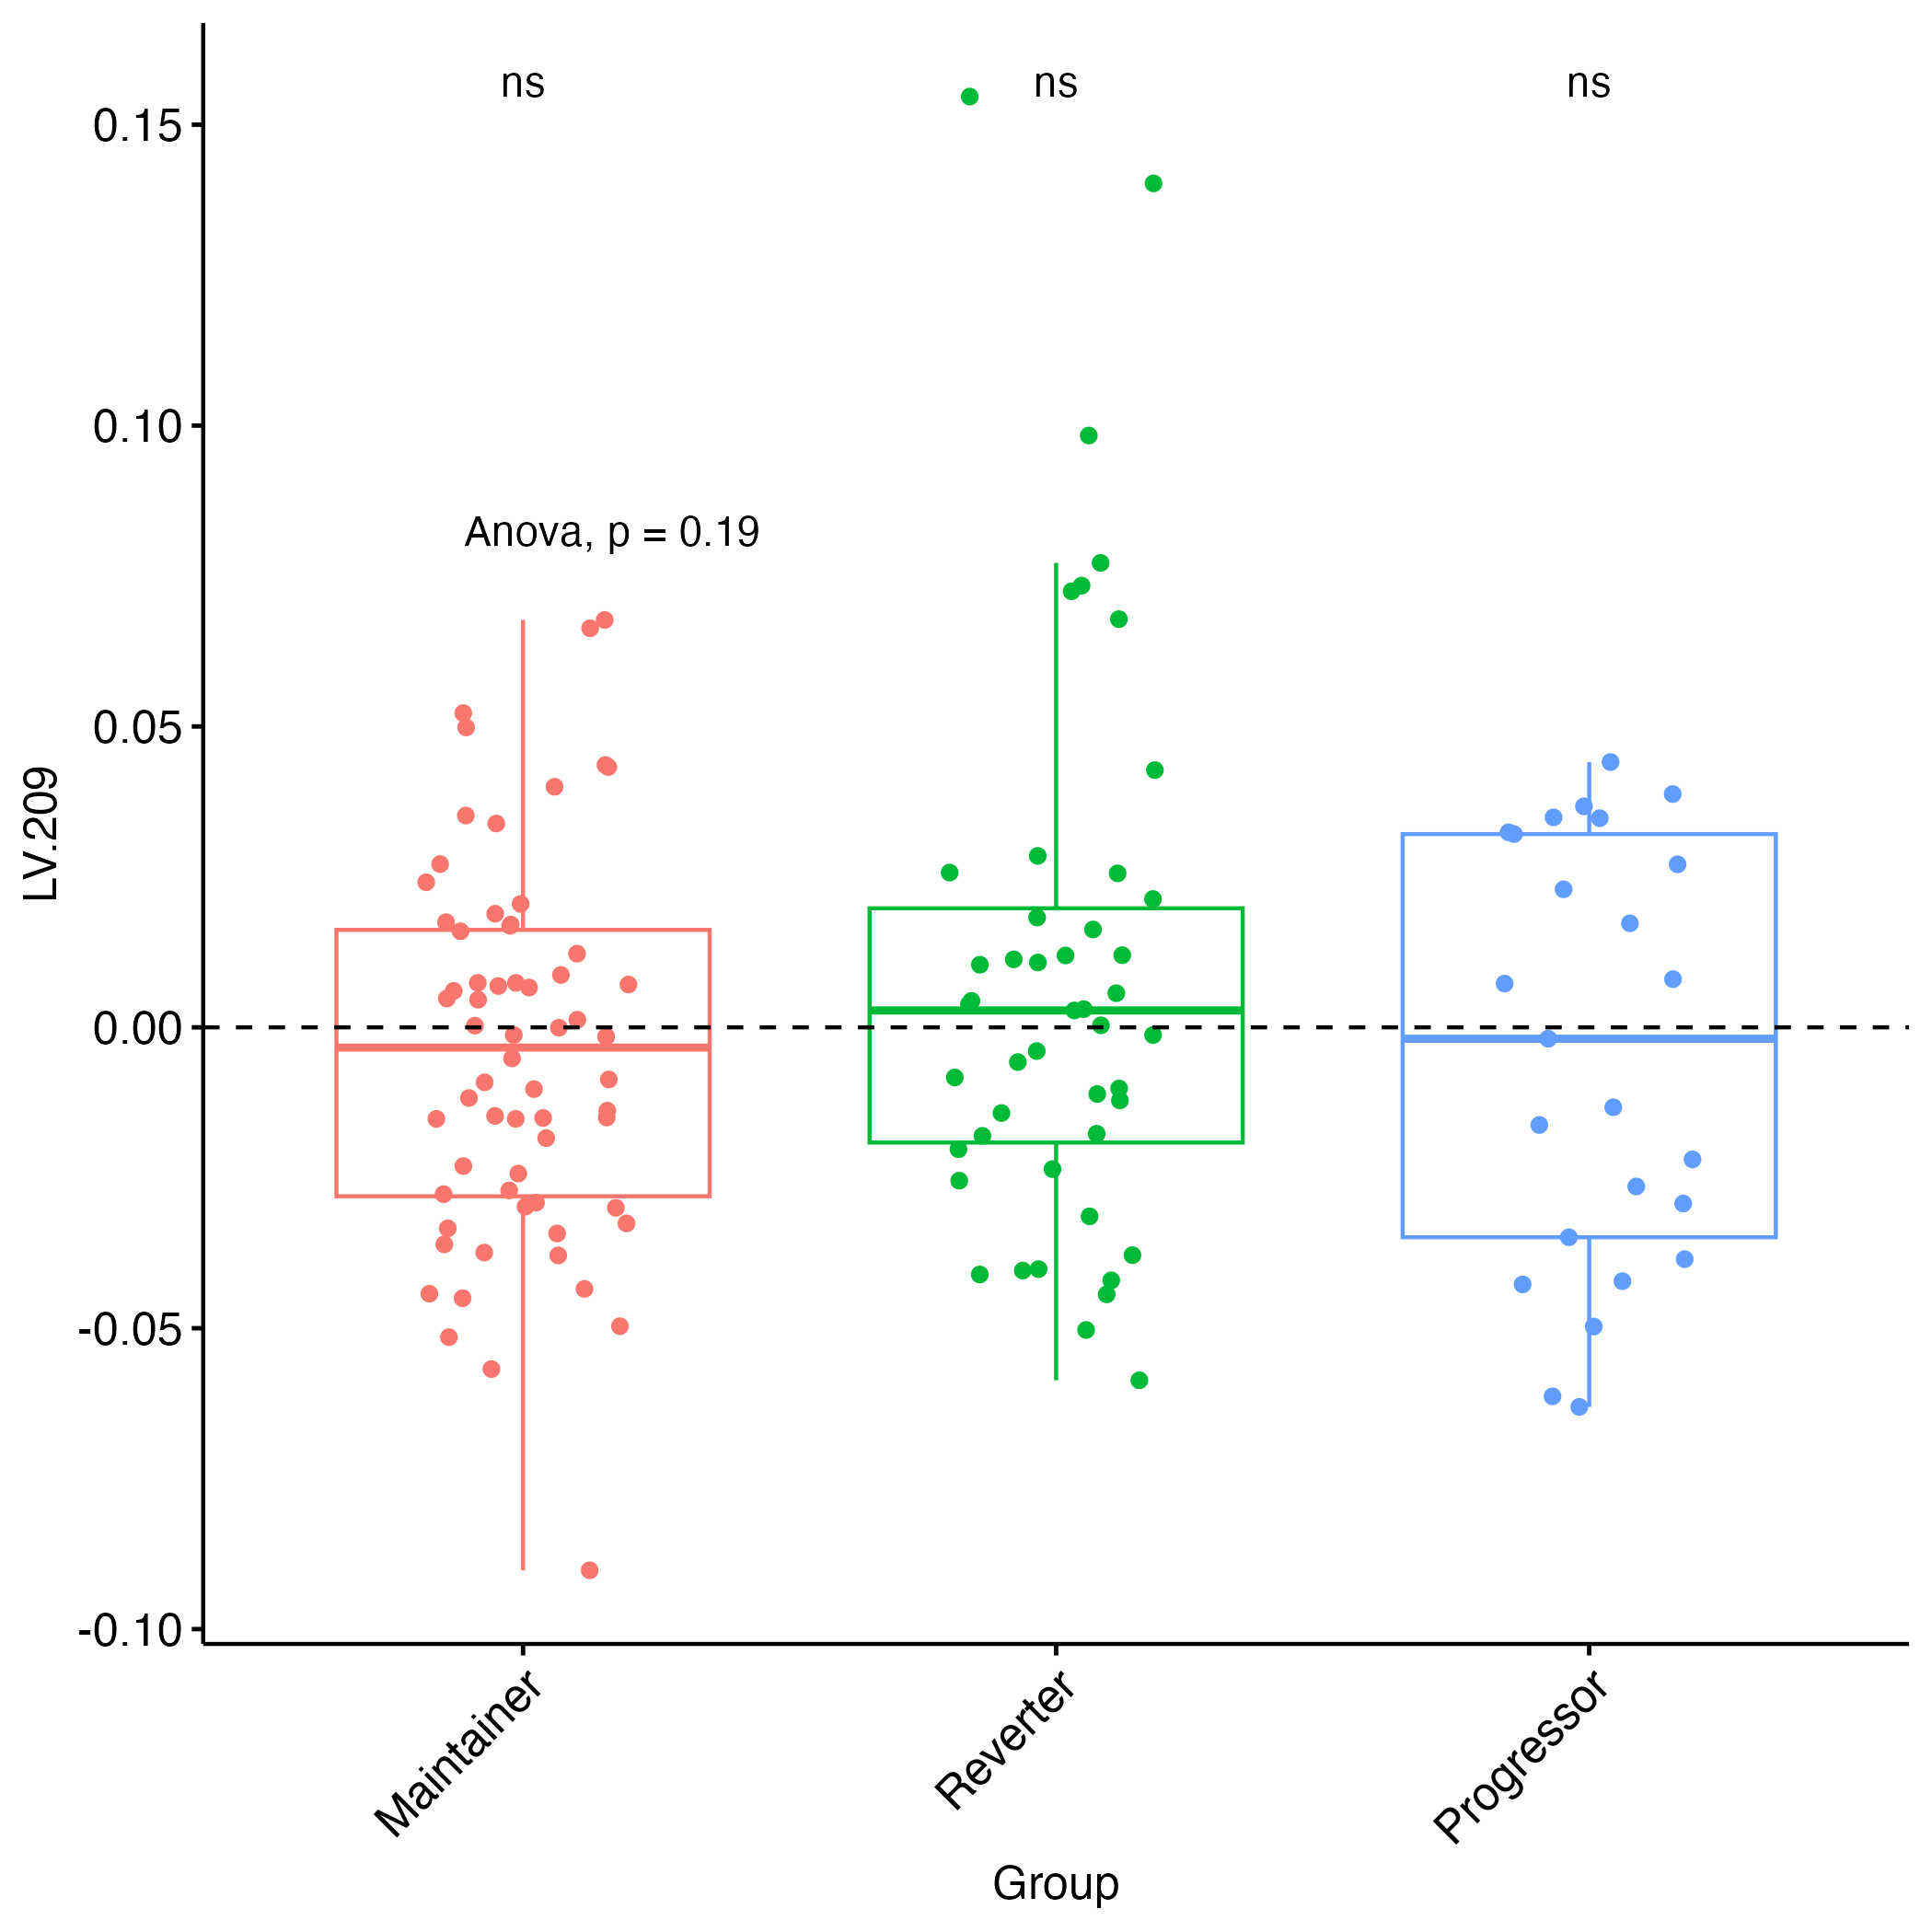 ns ns ns
0.15
0.10
Anova, p = 0.19
0.05
LV.209
0.00
-0.05
-0.10
Maintainer Reverter Progressor
Group